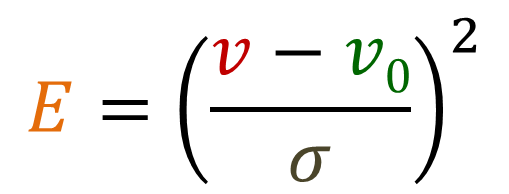 E = ((v − v₀)/σ)²